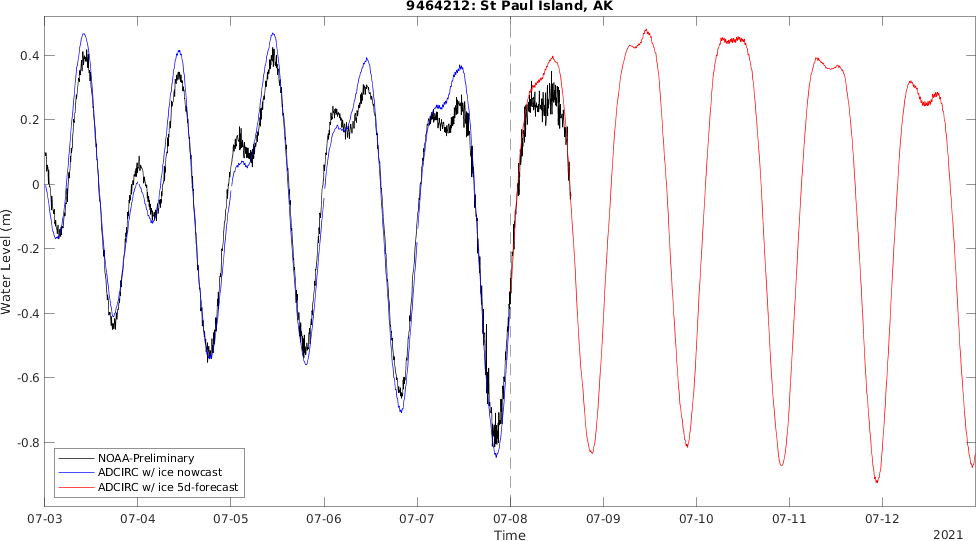 9464212: St Paul Island, AK
Water Level (m)
0.4
0.2
0
-0.2
-0.4
-0.6
-0.8
NOAA-Preliminary
ADCIRC w/ ice nowcast
ADCIRC w/ ice 5d-forecast
07-03 07-04 07-05 07-06 07-07 07-08 07-09 07-10 07-11 07-12
Time
2021